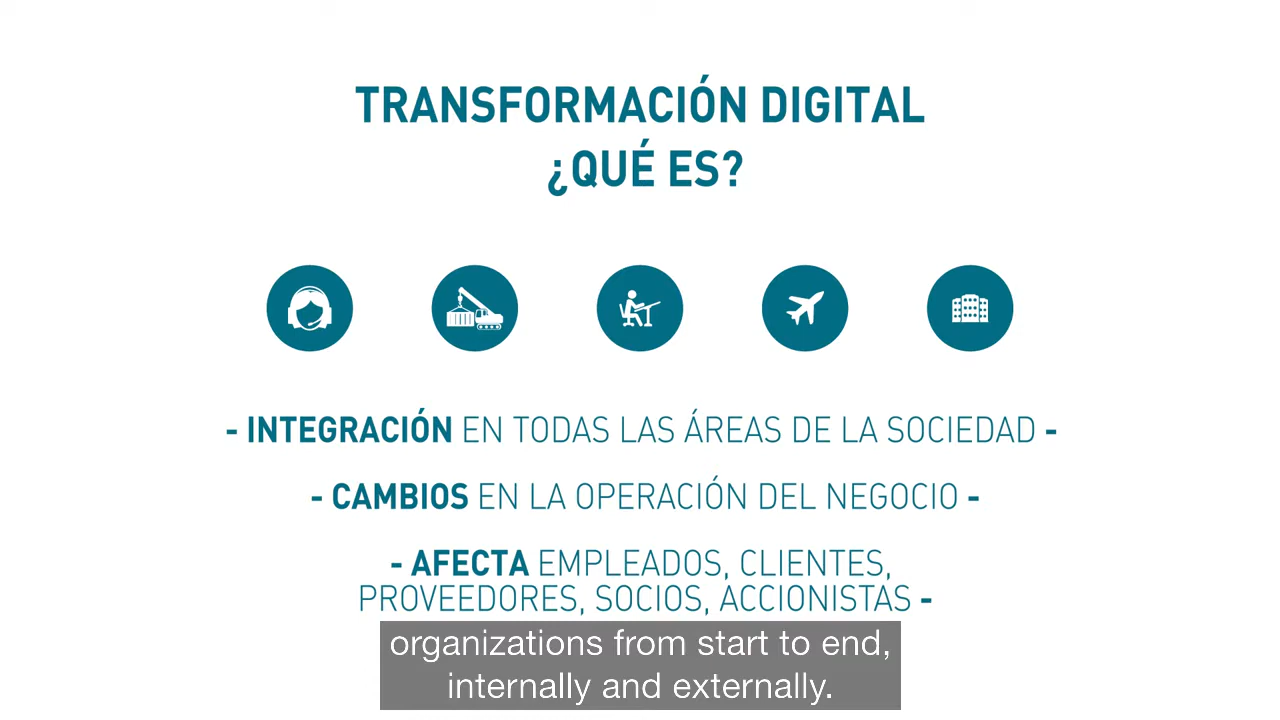 TRANSFORMACIÓN DIGITAL
¿QUÉ ES?
- INTEGRACIÓN EN TODAS LAS ÁREAS DE LA SOCIEDAD -
- CAMBIOS EN LA OPERACIÓN DEL NEGOCIO -
- AFECTA EMPLEADOS, CLIENTES,
PROVEEDORES, SOCIOS, ACCIONISTAS -
organizations from start to end,
internally and externally.